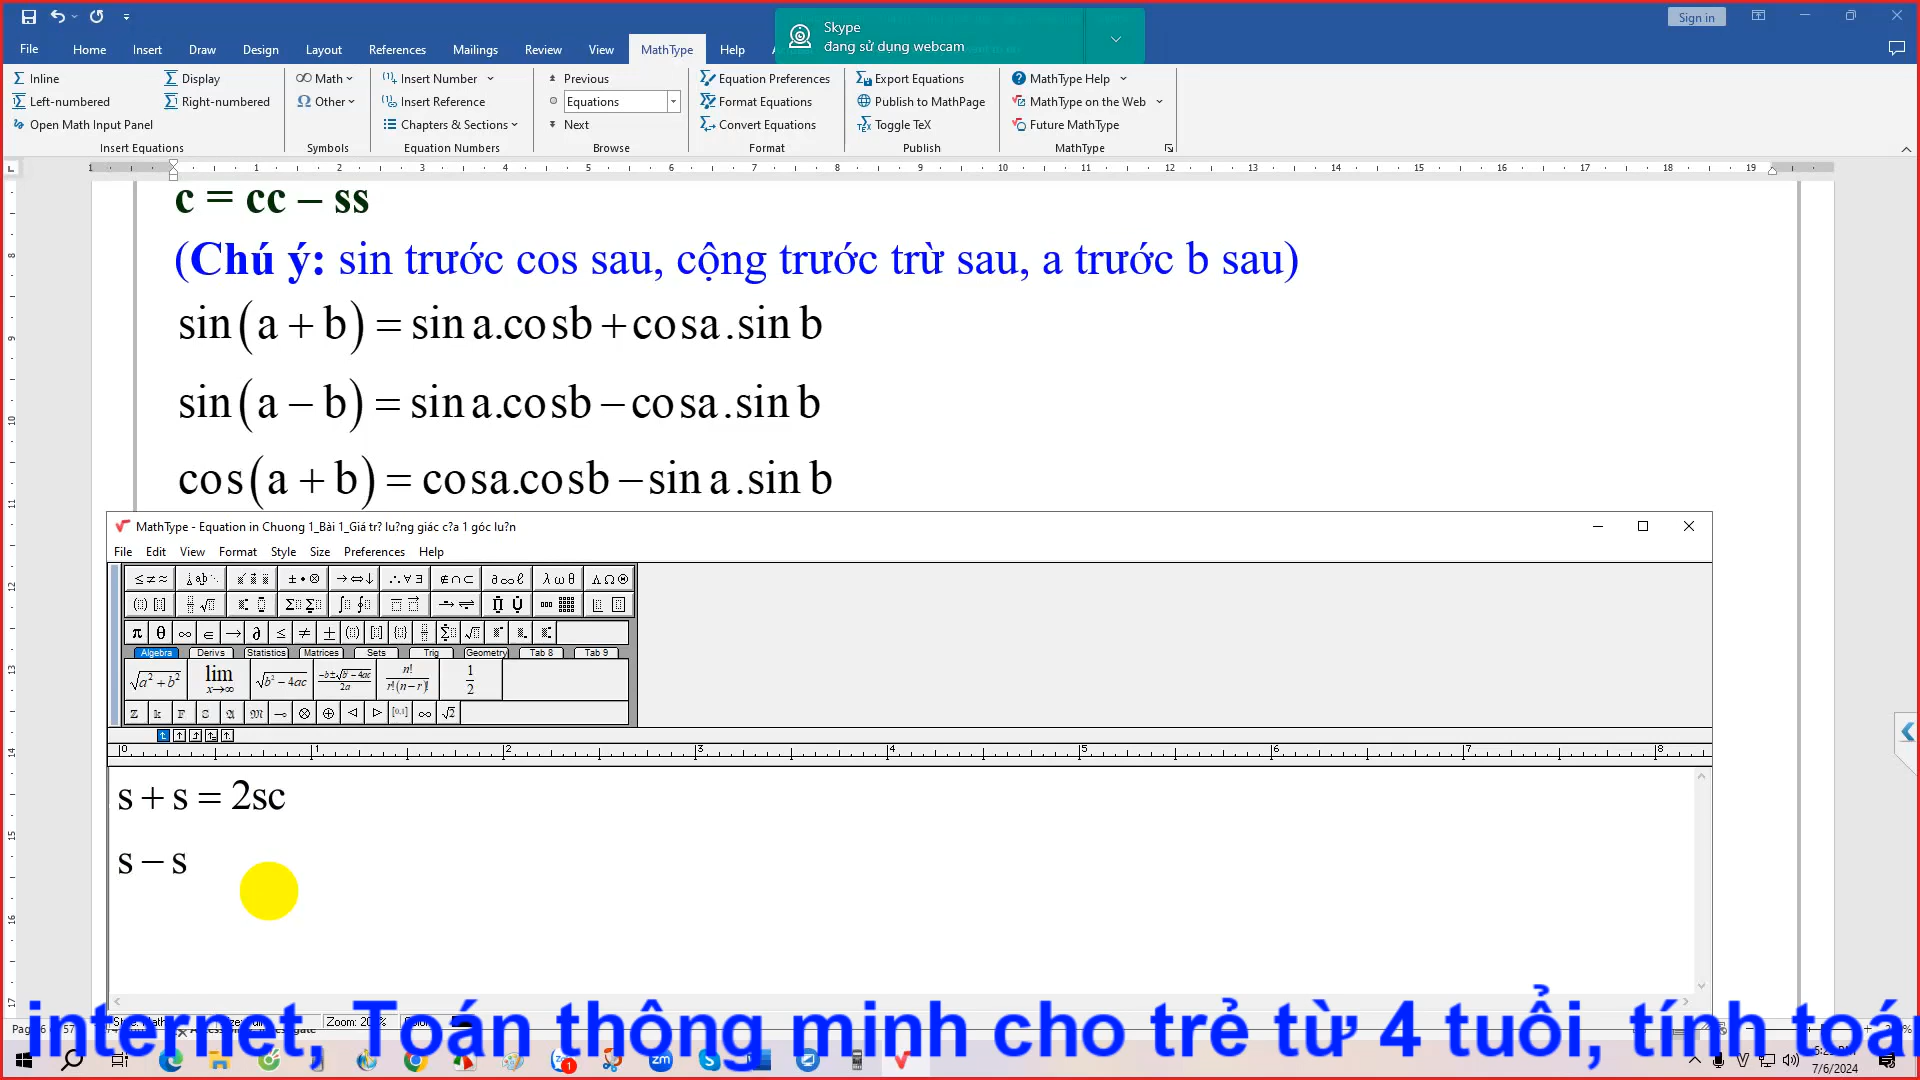 Skype
đang sử dụng webcam
Sign in
File Home Insert Draw Design Layout References Mailings Review View MathType Help
Inline Display Math Insert Number Previous Equation Preferences Export Equations MathType Help
Left-numbered Right-numbered Other Insert Reference Equations Format Equations Publish to MathPage MathType on the Web
Open Math Input Panel Chapters & Sections Next Convert Equations Toggle TeX Future MathType
Insert Equations Symbols Equation Numbers Browse Format Publish MathType
c = cc – ss
(Chú ý: sin trước cos sau, cộng trước trừ sau, a trước b sau)
sin(a + b) = sin a.cosb + cosa.sin b
sin(a − b) = sin a.cosb − cosa.sin b
cos(a + b) = cosa.cosb − sin a.sin b
MathType - Equation in Chuong 1_Bài 1_Giá tr? lu?ng giác c?a 1 góc lu?n
File Edit View Format Style Size Preferences Help
Algebra Derivs Statistics Matrices Sets Trig Geometry Tab 8 Tab 9
s + s = 2sc
s − s
internet, Toán thông minh cho trẻ từ 4 tuổi, tính toá
7/6/2024